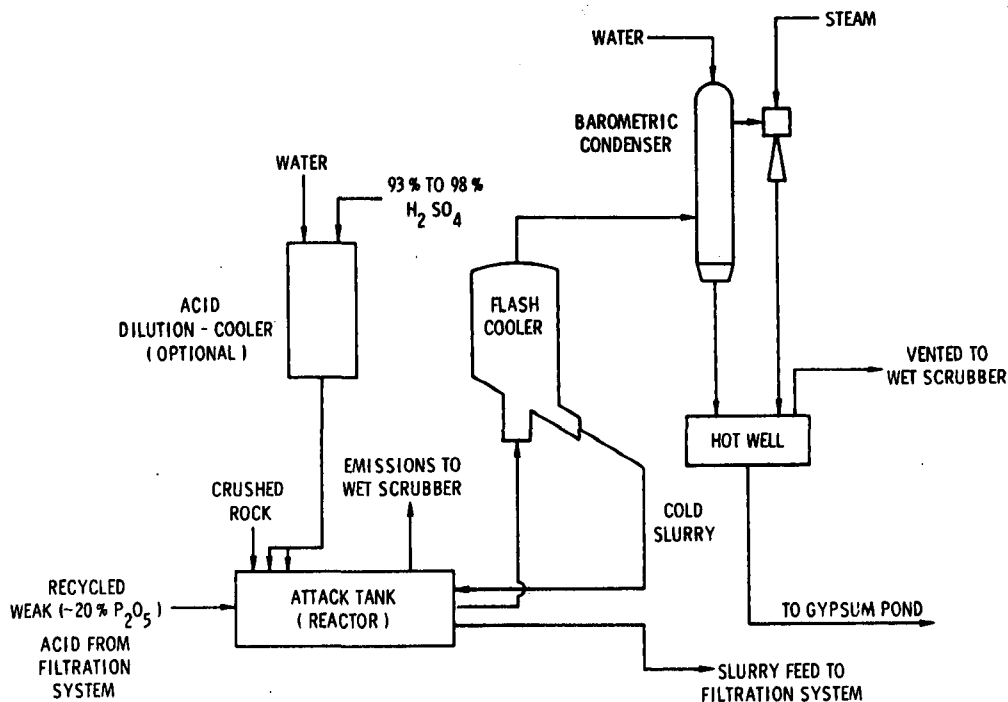 STEAM
WATER
BAROMETRIC
CONDENSER
WATER
93 % TO 98 %
H2 SO4
ACID
DILUTION - COOLER
( OPTIONAL )
FLASH
COOLER
VENTED TO
WET SCRUBBER
HOT WELL
EMISSIONS TO
WET SCRUBBER
CRUSHED
ROCK
COLD
SLURRY
RECYCLED
WEAK (~20 % P2O5 )
ACID FROM
FILTRATION
SYSTEM
ATTACK TANK
( REACTOR )
TO GYPSUM POND
SLURRY FEED TO
FILTRATION SYSTEM